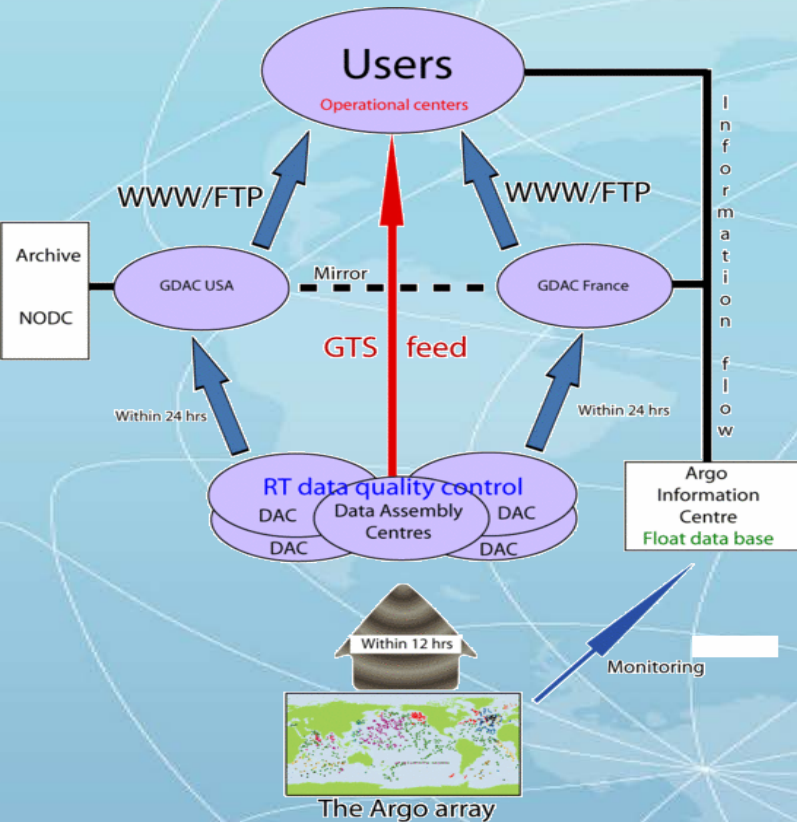 Users
Operational centers
WWW/FTP
WWW/FTP
Information flow
Archive
NODC
GDAC USA
Mirror
GDAC France
GTS feed
Within 24 hrs
Within 24 hrs
RT data quality control
DAC
Data Assembly
Centres
DAC
DAC
DAC
Argo
Information
Centre
Float data base
Within 12 hrs
Monitoring
The Argo array